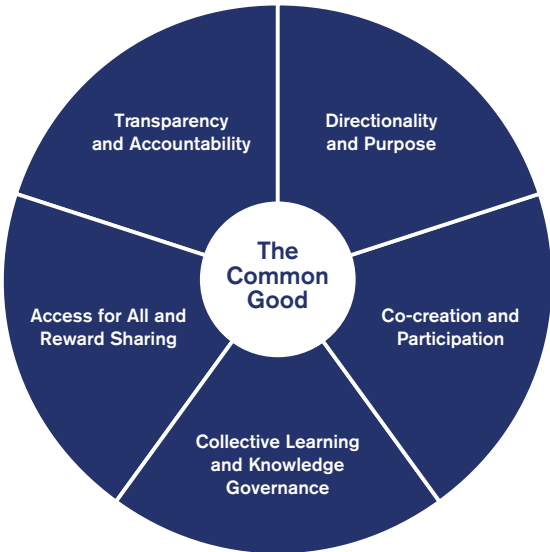 Transparency
and Accountability
Directionality
and Purpose
The
Common
Good
Access for All and
Reward Sharing
Co-creation and
Participation
Collective Learning
and Knowledge
Governance